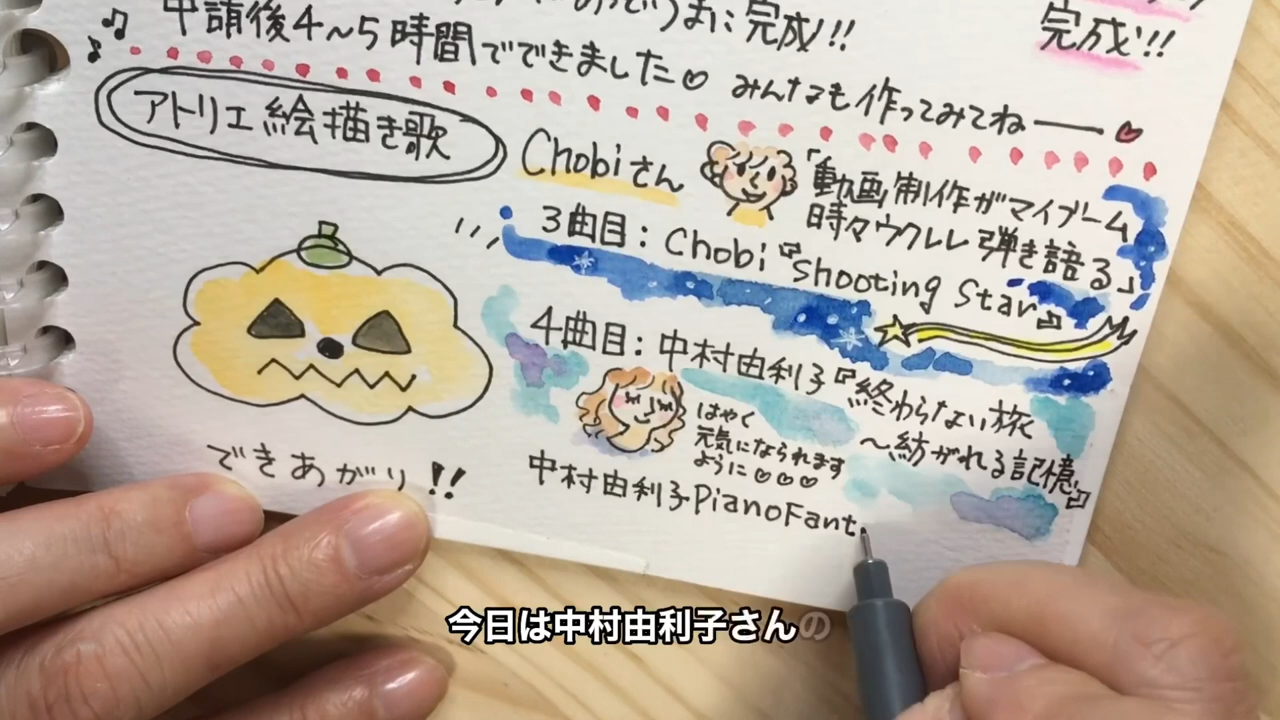 完成!!
完成!!
申請後4〜5時間でできました♡ みんなも作ってみてねー♡
アトリエ絵描き歌
Chobiさん
「動画制作がマイブーム
時々ウクレレ弾き語る」
3曲目：Chobi『Shooting Star』
4曲目：中村由利子『終わらない旅
〜紡がれる記憶』
はやく
元気になられます
ように♡♡♡
中村由利子PianoFant
できあがり!!
今日は中村由利子さんの